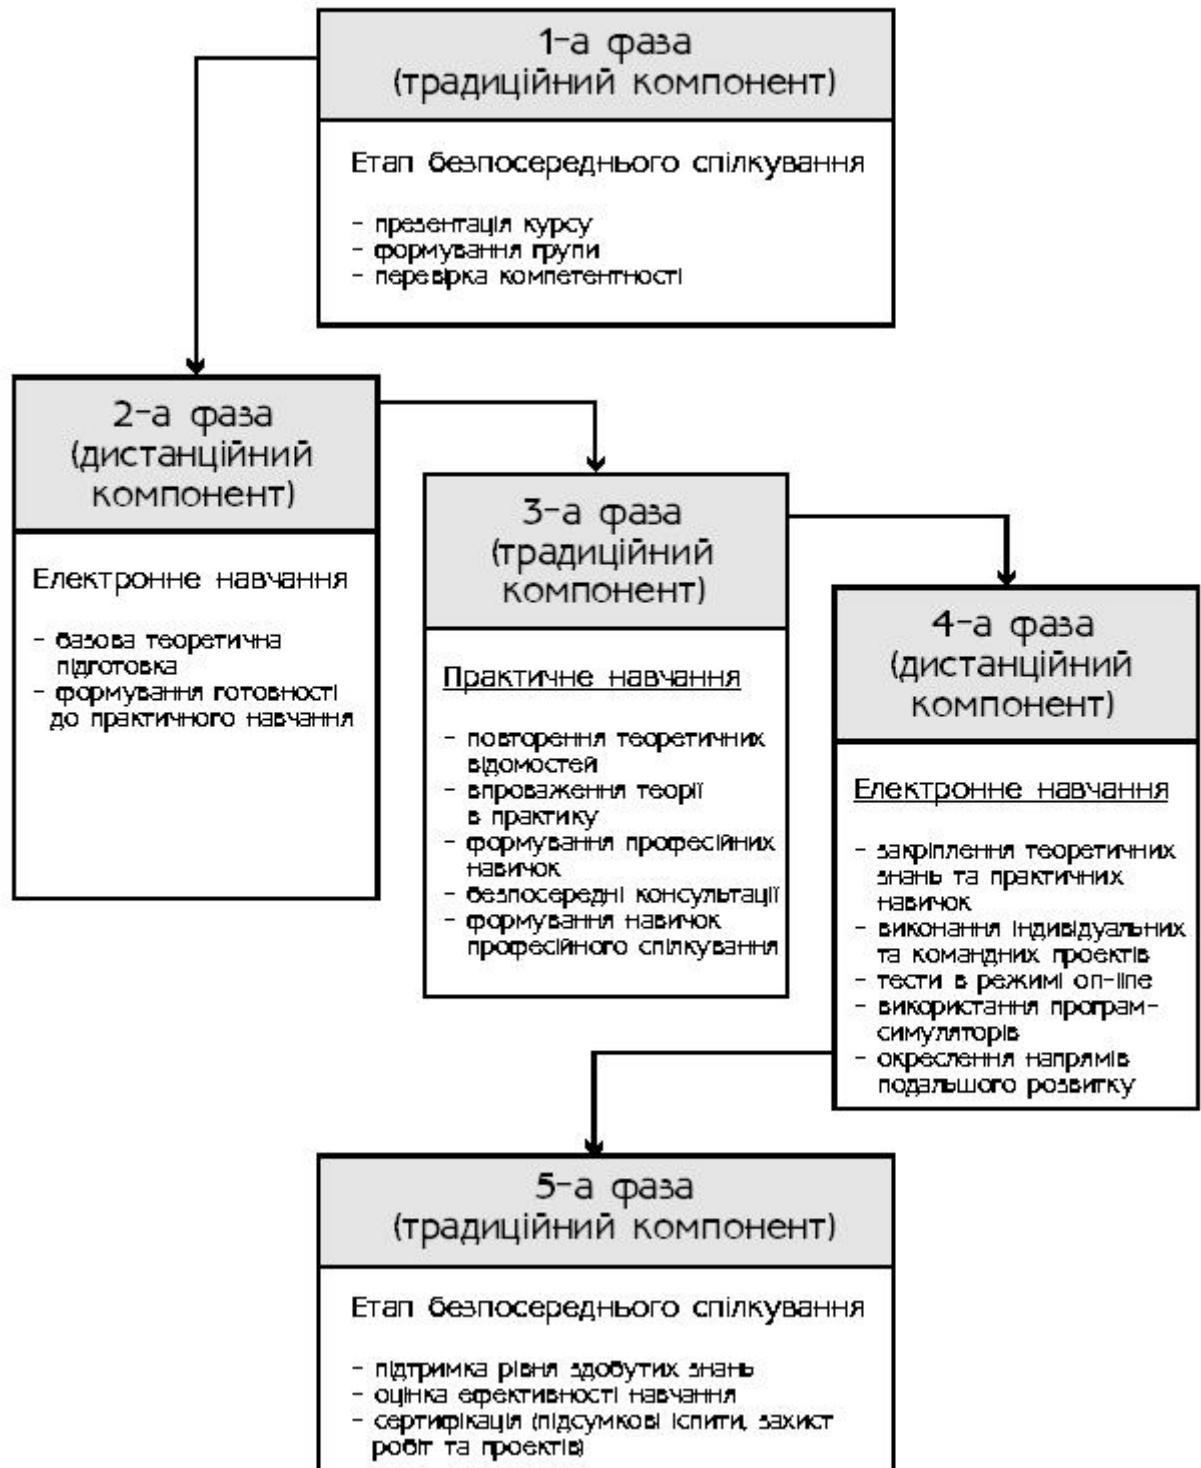 1-а фаза
(традиційний компонент)
Етап безпосереднього спілкування
- презентація курсу
- формування групи
- перевірка компетентності
2-а фаза
(дистанційний
компонент)
Електронне навчання
- базова теоретична
підготовка
- формування готовності
до практичного навчання
3-а фаза
(традиційний
компонент)
Практичне навчання
- повторення теоретичних
відомостей
- впроваження теорії
в практику
- формування професійних
навичок
- безпосередні консультації
- формування навичок
професійного спілкування
4-а фаза
(дистанційний
компонент)
Електронне навчання
- закріплення теоретичних
знань та практичних
навичок
- виконання індивідуальних
та командних проектів
- тести в режимі on-line
- використання програм-
симуляторів
- окреслення напрямів
подальшого розвитку
5-а фаза
(традиційний компонент)
Етап безпосереднього спілкування
- підтримка рівня здобутих знань
- оцінка ефективності навчання
- сертифікація (підсумкові іспити, захист
робіт та проектів)